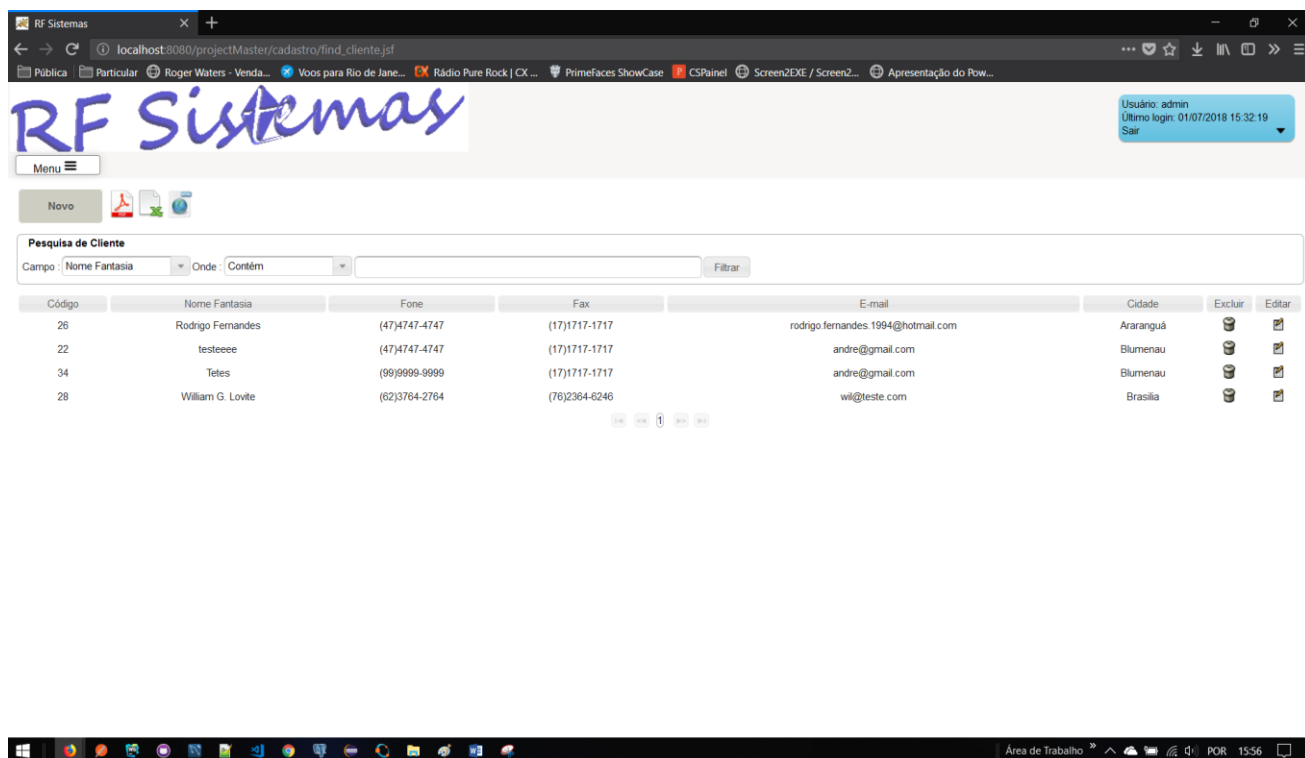 RF Sistemas
localhost:8080/projectMaster/cadastro/find_cliente.jsf
Pública Particular Roger Waters - Venda... Voos para Rio de Jane... Rádio Pure Rock | CX ... PrimeFaces ShowCase CSPainel Screen2EXE / Screen2... Apresentação do Pow...
RF Sistemas
Usuário: admin
Último login: 01/07/2018 15:32:19
Sair
Menu
Novo
Pesquisa de Cliente
Campo : Nome Fantasia Onde : Contém Filtrar
Código Nome Fantasia Fone Fax E-mail Cidade Excluir Editar
26 Rodrigo Fernandes (47)4747-4747 (17)1717-1717 rodrigo.fernandes.1994@hotmail.com Araranguá
22 testeeee (47)4747-4747 (17)1717-1717 andre@gmail.com Blumenau
34 Tetes (99)9999-9999 (17)1717-1717 andre@gmail.com Blumenau
28 William G. Lovite (62)3764-2764 (76)2364-6246 wil@teste.com Brasilia
1
Área de Trabalho POR 15:56